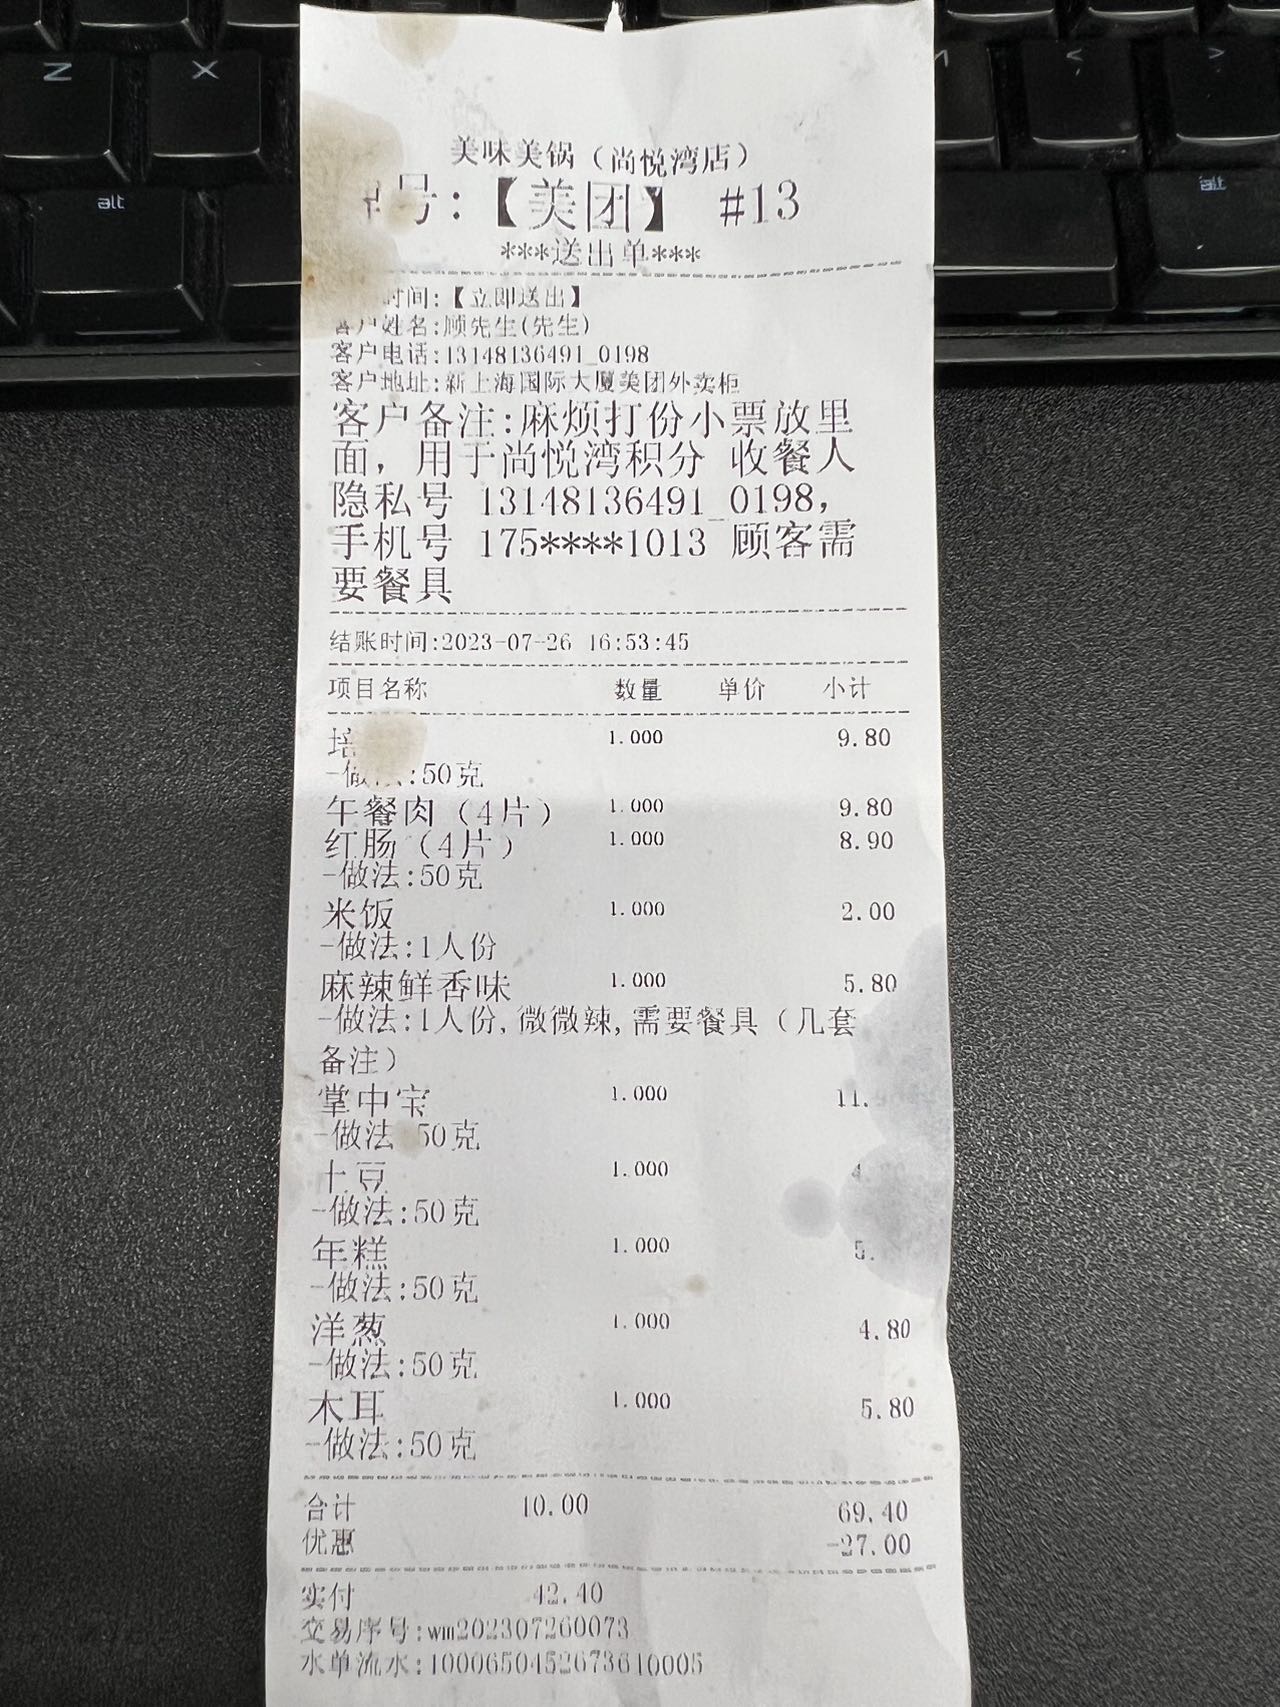 美味美锅（尚悦湾店）
号:【美团】 #13
***送出单***
时间:【立即送出】
客户姓名:顾先生(先生)
客户电话:13148136491_0198
客户地址:新上海国际大厦美团外卖柜
客户备注:麻烦打份小票放里
面，用于尚悦湾积分 收餐人
隐私号 13148136491_0198，
手机号 175****1013 顾客需
要餐具
结账时间:2023-07-26 16:53:45
项目名称 数量 单价 小计
培 1.000 9.80
-做法:50克
午餐肉（4片） 1.000 9.80
红肠（4片） 1.000 8.90
-做法:50克
米饭 1.000 2.00
-做法:1人份
麻辣鲜香味 1.000 5.80
-做法:1人份,微微辣,需要餐具（几套
备注）
掌中宝 1.000 11.
-做法 50克
土豆 1.000 4.
-做法:50克
年糕 1.000 5.
-做法:50克
洋葱 1.000 4.80
-做法:50克
木耳 1.000 5.80
-做法:50克
合计 10.00 69.40
优惠 -27.00
实付 42.40
交易序号:wm202307260073
水单流水:1000650452673610005
Z
X
alt
alt